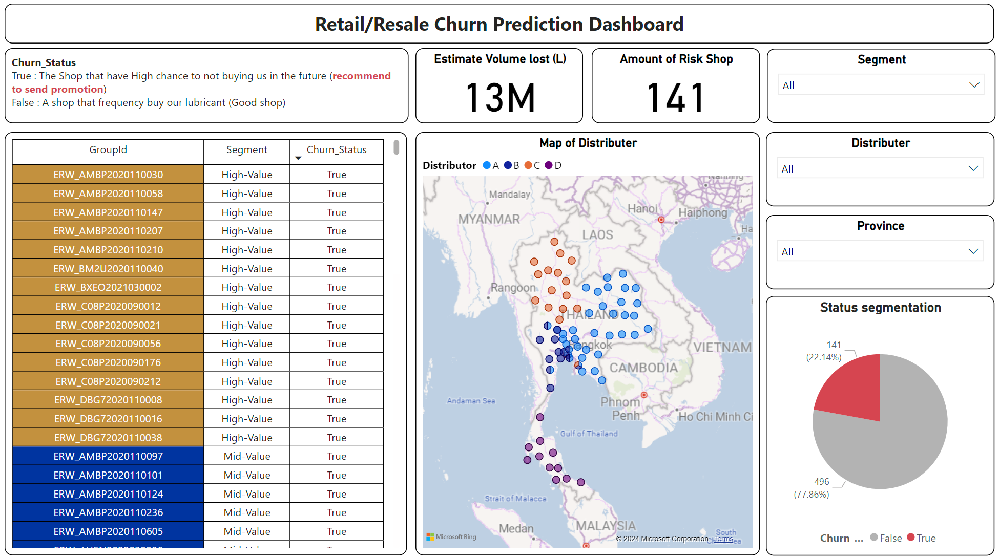 Retail/Resale Churn Prediction Dashboard
Churn_Status
True : The Shop that have High chance to not buying us in the future (recommend
to send promotion)
False : A shop that frequency buy our lubricant (Good shop)
Estimate Volume lost (L)
13M
Amount of Risk Shop
141
Segment
All
GroupId Segment Churn_Status
ERW_AMBP2020110030 High-Value True
ERW_AMBP2020110058 High-Value True
ERW_AMBP2020110147 High-Value True
ERW_AMBP2020110207 High-Value True
ERW_AMBP2020110210 High-Value True
ERW_BM2U2020110040 High-Value True
ERW_BXEO2021030002 High-Value True
ERW_C08P2020090012 High-Value True
ERW_C08P2020090021 High-Value True
ERW_C08P2020090056 High-Value True
ERW_C08P2020090176 High-Value True
ERW_C08P2020090212 High-Value True
ERW_DBG72020110008 High-Value True
ERW_DBG72020110016 High-Value True
ERW_DBG72020110038 High-Value True
ERW_AMBP2020110097 Mid-Value True
ERW_AMBP2020110101 Mid-Value True
ERW_AMBP2020110124 Mid-Value True
ERW_AMBP2020110236 Mid-Value True
ERW_AMBP2020110605 Mid-Value True
Map of Distributer
Distributor A B C D
Nanning
Mandalay
Hanoi
Haiphong
MYANMAR
Ha
LAOS
Rangoon
THAILAND
Bangkok
VIETNAM
CAMBODIA
Andaman Sea
Phnom
Penh
Ho Chi Minh Ci
Gulf of Thailand
Strait of Malacca
Medan
MALAYSIA
South
Microsoft Bing
© 2024 Microsoft Corporation Terms
Distributer
All
Province
All
Status segmentation
141
(22.14%)
496
(77.86%)
Churn_... False True